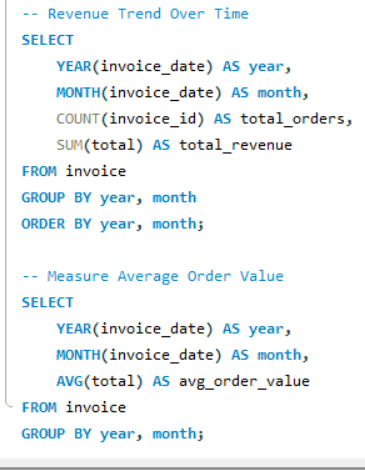 -- Revenue Trend Over Time
SELECT
YEAR(invoice_date) AS year,
MONTH(invoice_date) AS month,
COUNT(invoice_id) AS total_orders,
SUM(total) AS total_revenue
FROM invoice
GROUP BY year, month
ORDER BY year, month;
-- Measure Average Order Value
SELECT
YEAR(invoice_date) AS year,
MONTH(invoice_date) AS month,
AVG(total) AS avg_order_value
FROM invoice
GROUP BY year, month;